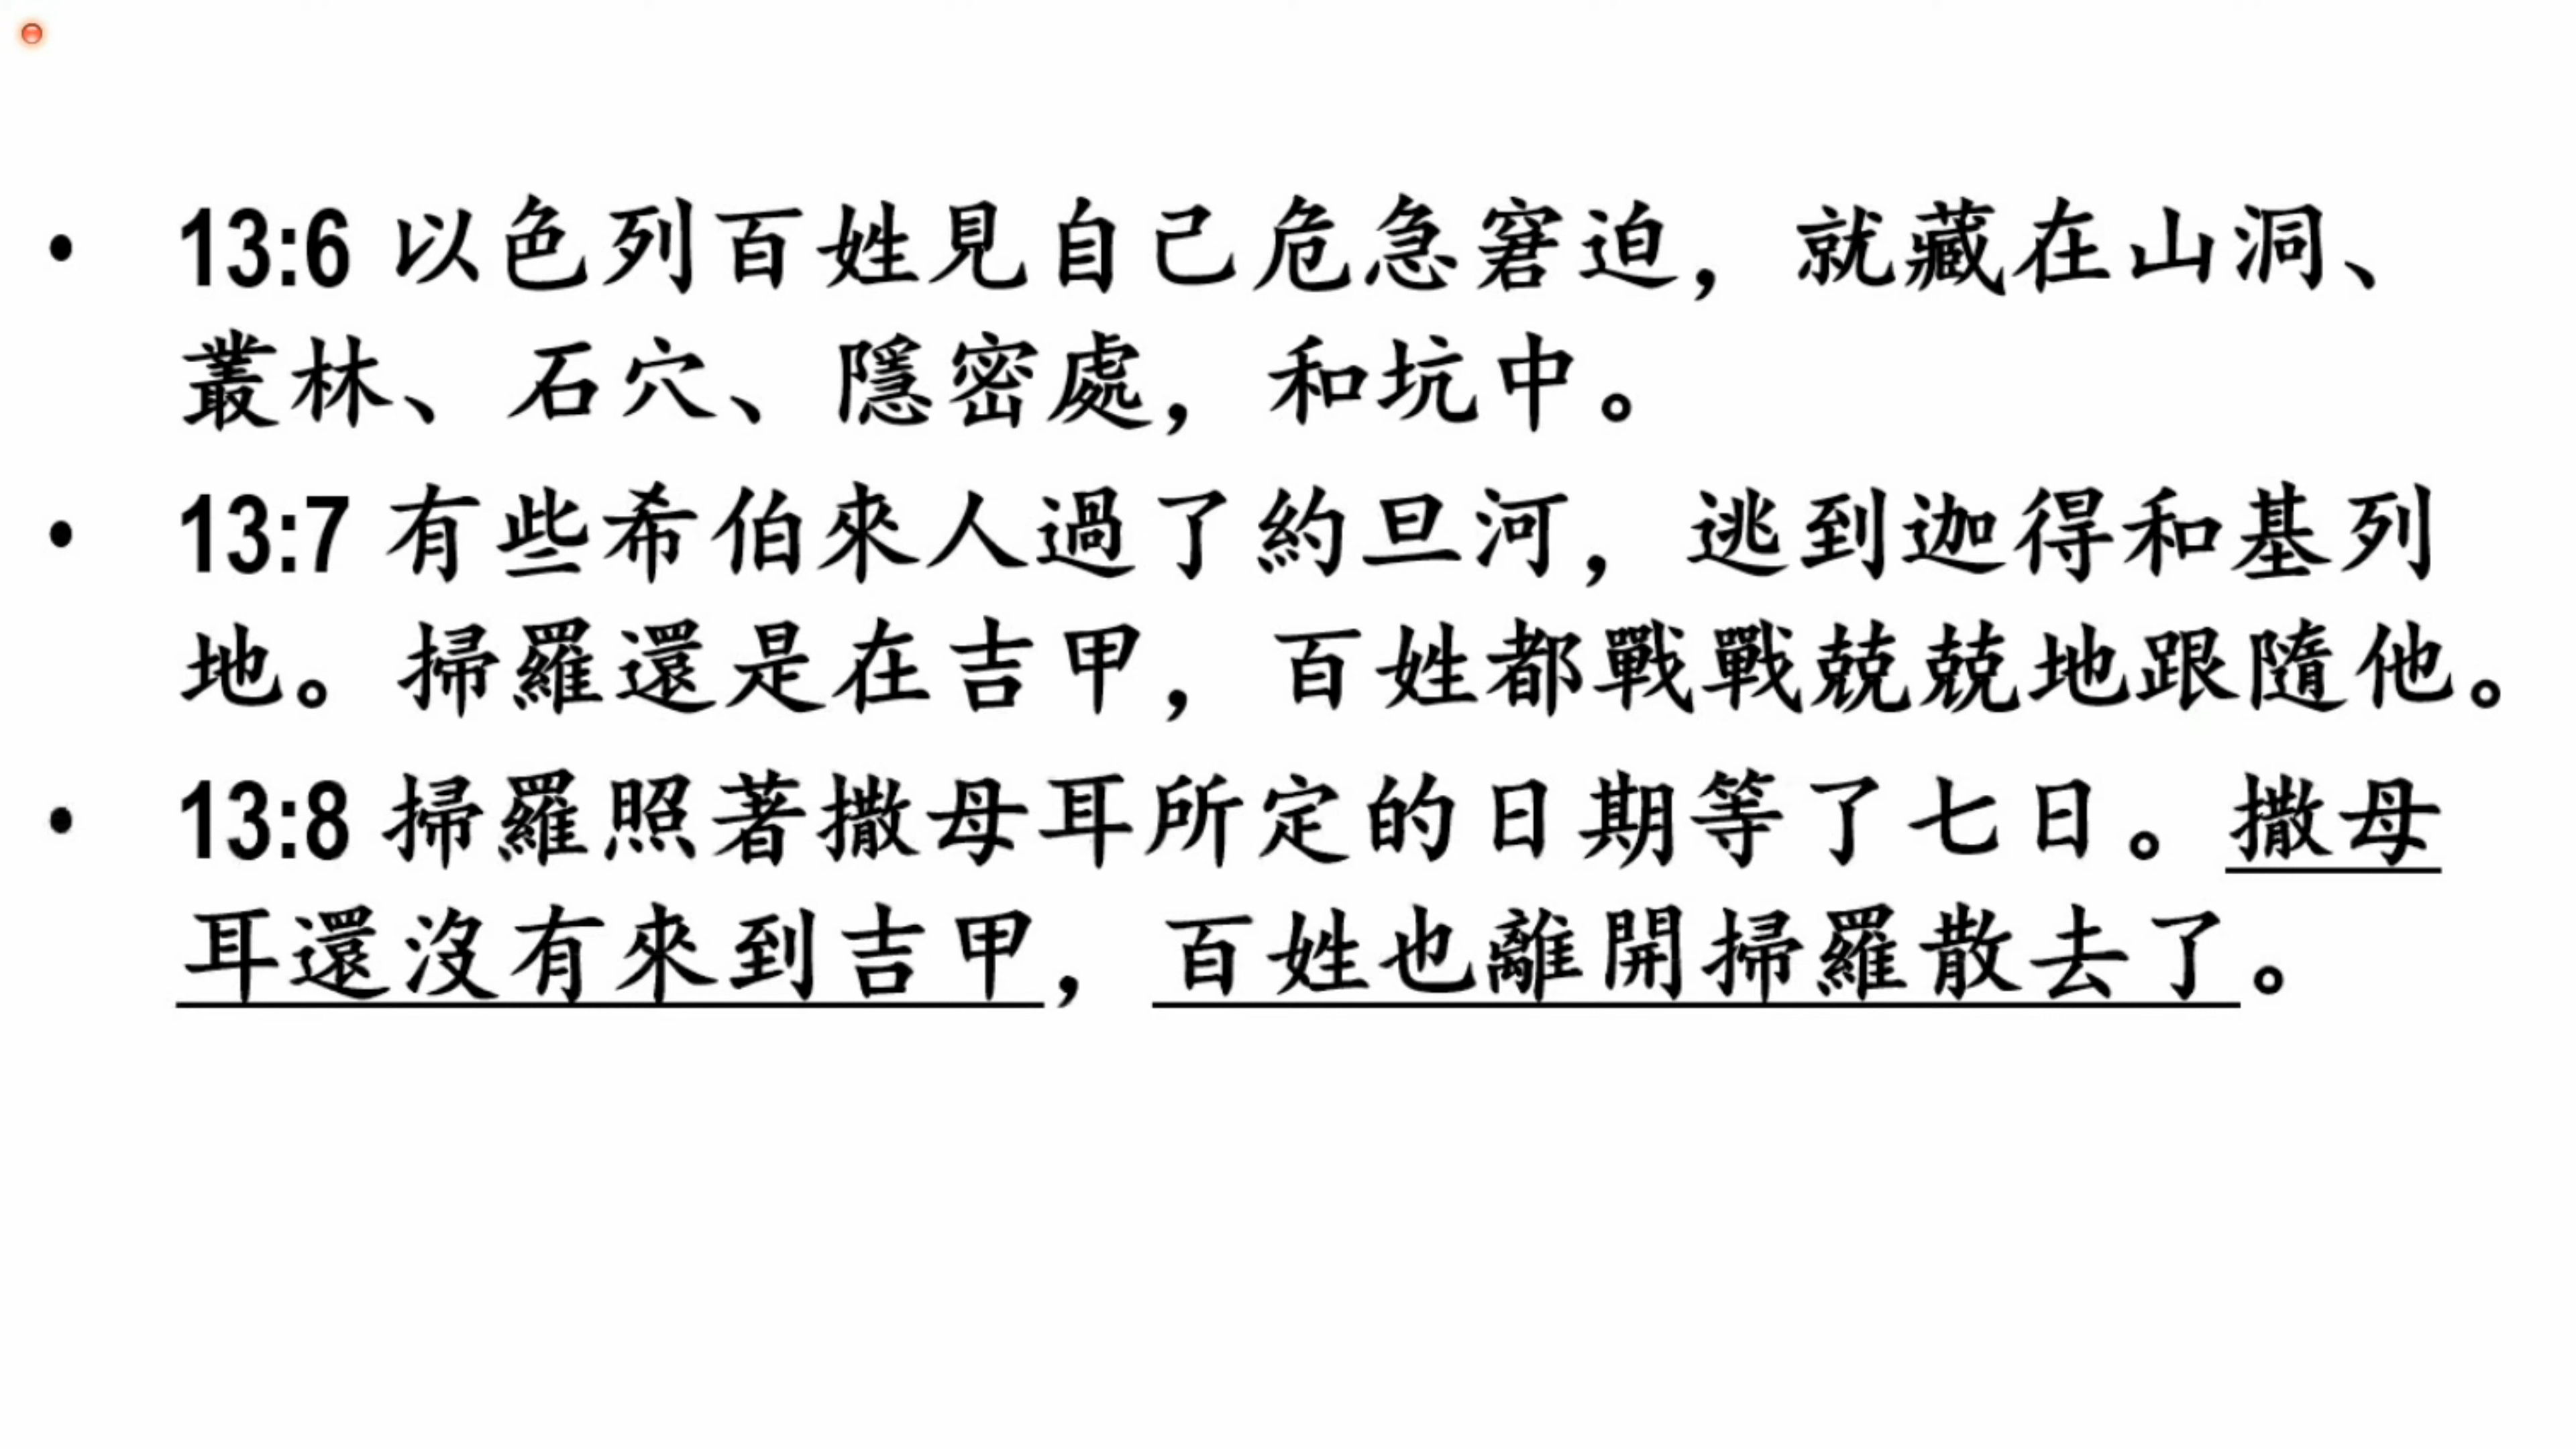 • 13:6 以色列百姓見自己危急窘迫，就藏在山洞、
叢林、石穴、隱密處，和坑中。
• 13:7 有些希伯來人過了約旦河，逃到迦得和基列
地。掃羅還是在吉甲，百姓都戰戰兢兢地跟隨他。
• 13:8 掃羅照著撒母耳所定的日期等了七日。撒母
耳還沒有來到吉甲，百姓也離開掃羅散去了。